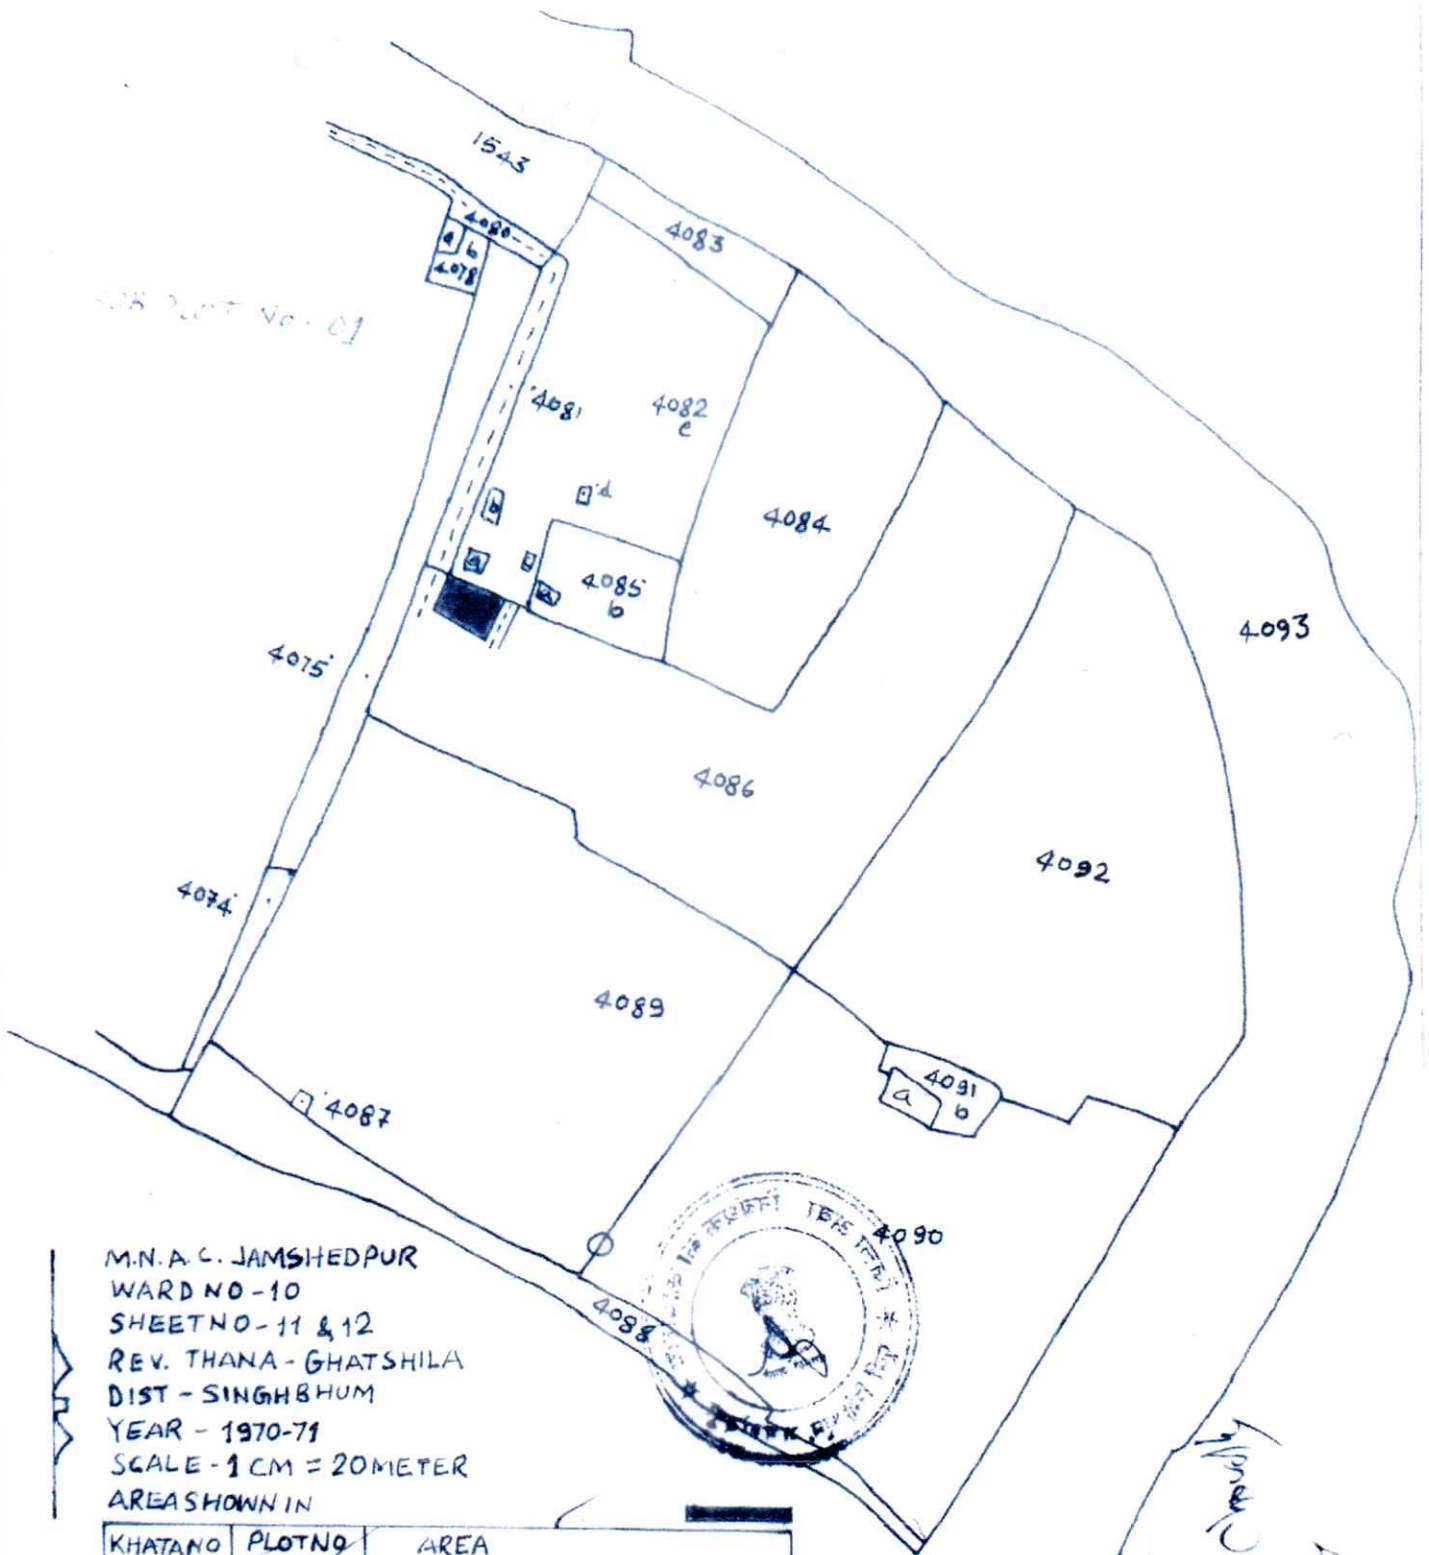 1543
4083
4080
a b
4078
No. 01
4081
4082
e
b
d
4084
a
4085
b
a
4093
4075
4086
4092
4074
4089
4091
a b
4087
4090
4088
M.N.A.C. JAMSHEDPUR
WARD NO - 10
SHEET NO - 11 & 12
REV. THANA - GHATSHILA
DIST - SINGHBHUM
YEAR - 1970-71
SCALE - 1 CM = 20 METER
AREA SHOWN IN
KHATA NO PLOT NO AREA